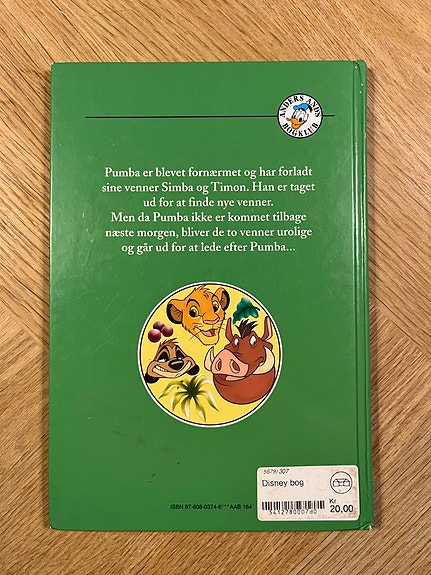 ANDERS AND'S
BOGKLUB
Pumba er blevet fornærmet og har forladt
sine venner Simba og Timon. Han er taget
ud for at finde nye venner.
Men da Pumba ikke er kommet tilbage
næste morgen, bliver de to venner urolige
og går ud for at lede efter Pumba...
5679/307
Disney bog
Kr.
20,00
5412780007d0
ISBN 87-608-0374-6***AAB 184